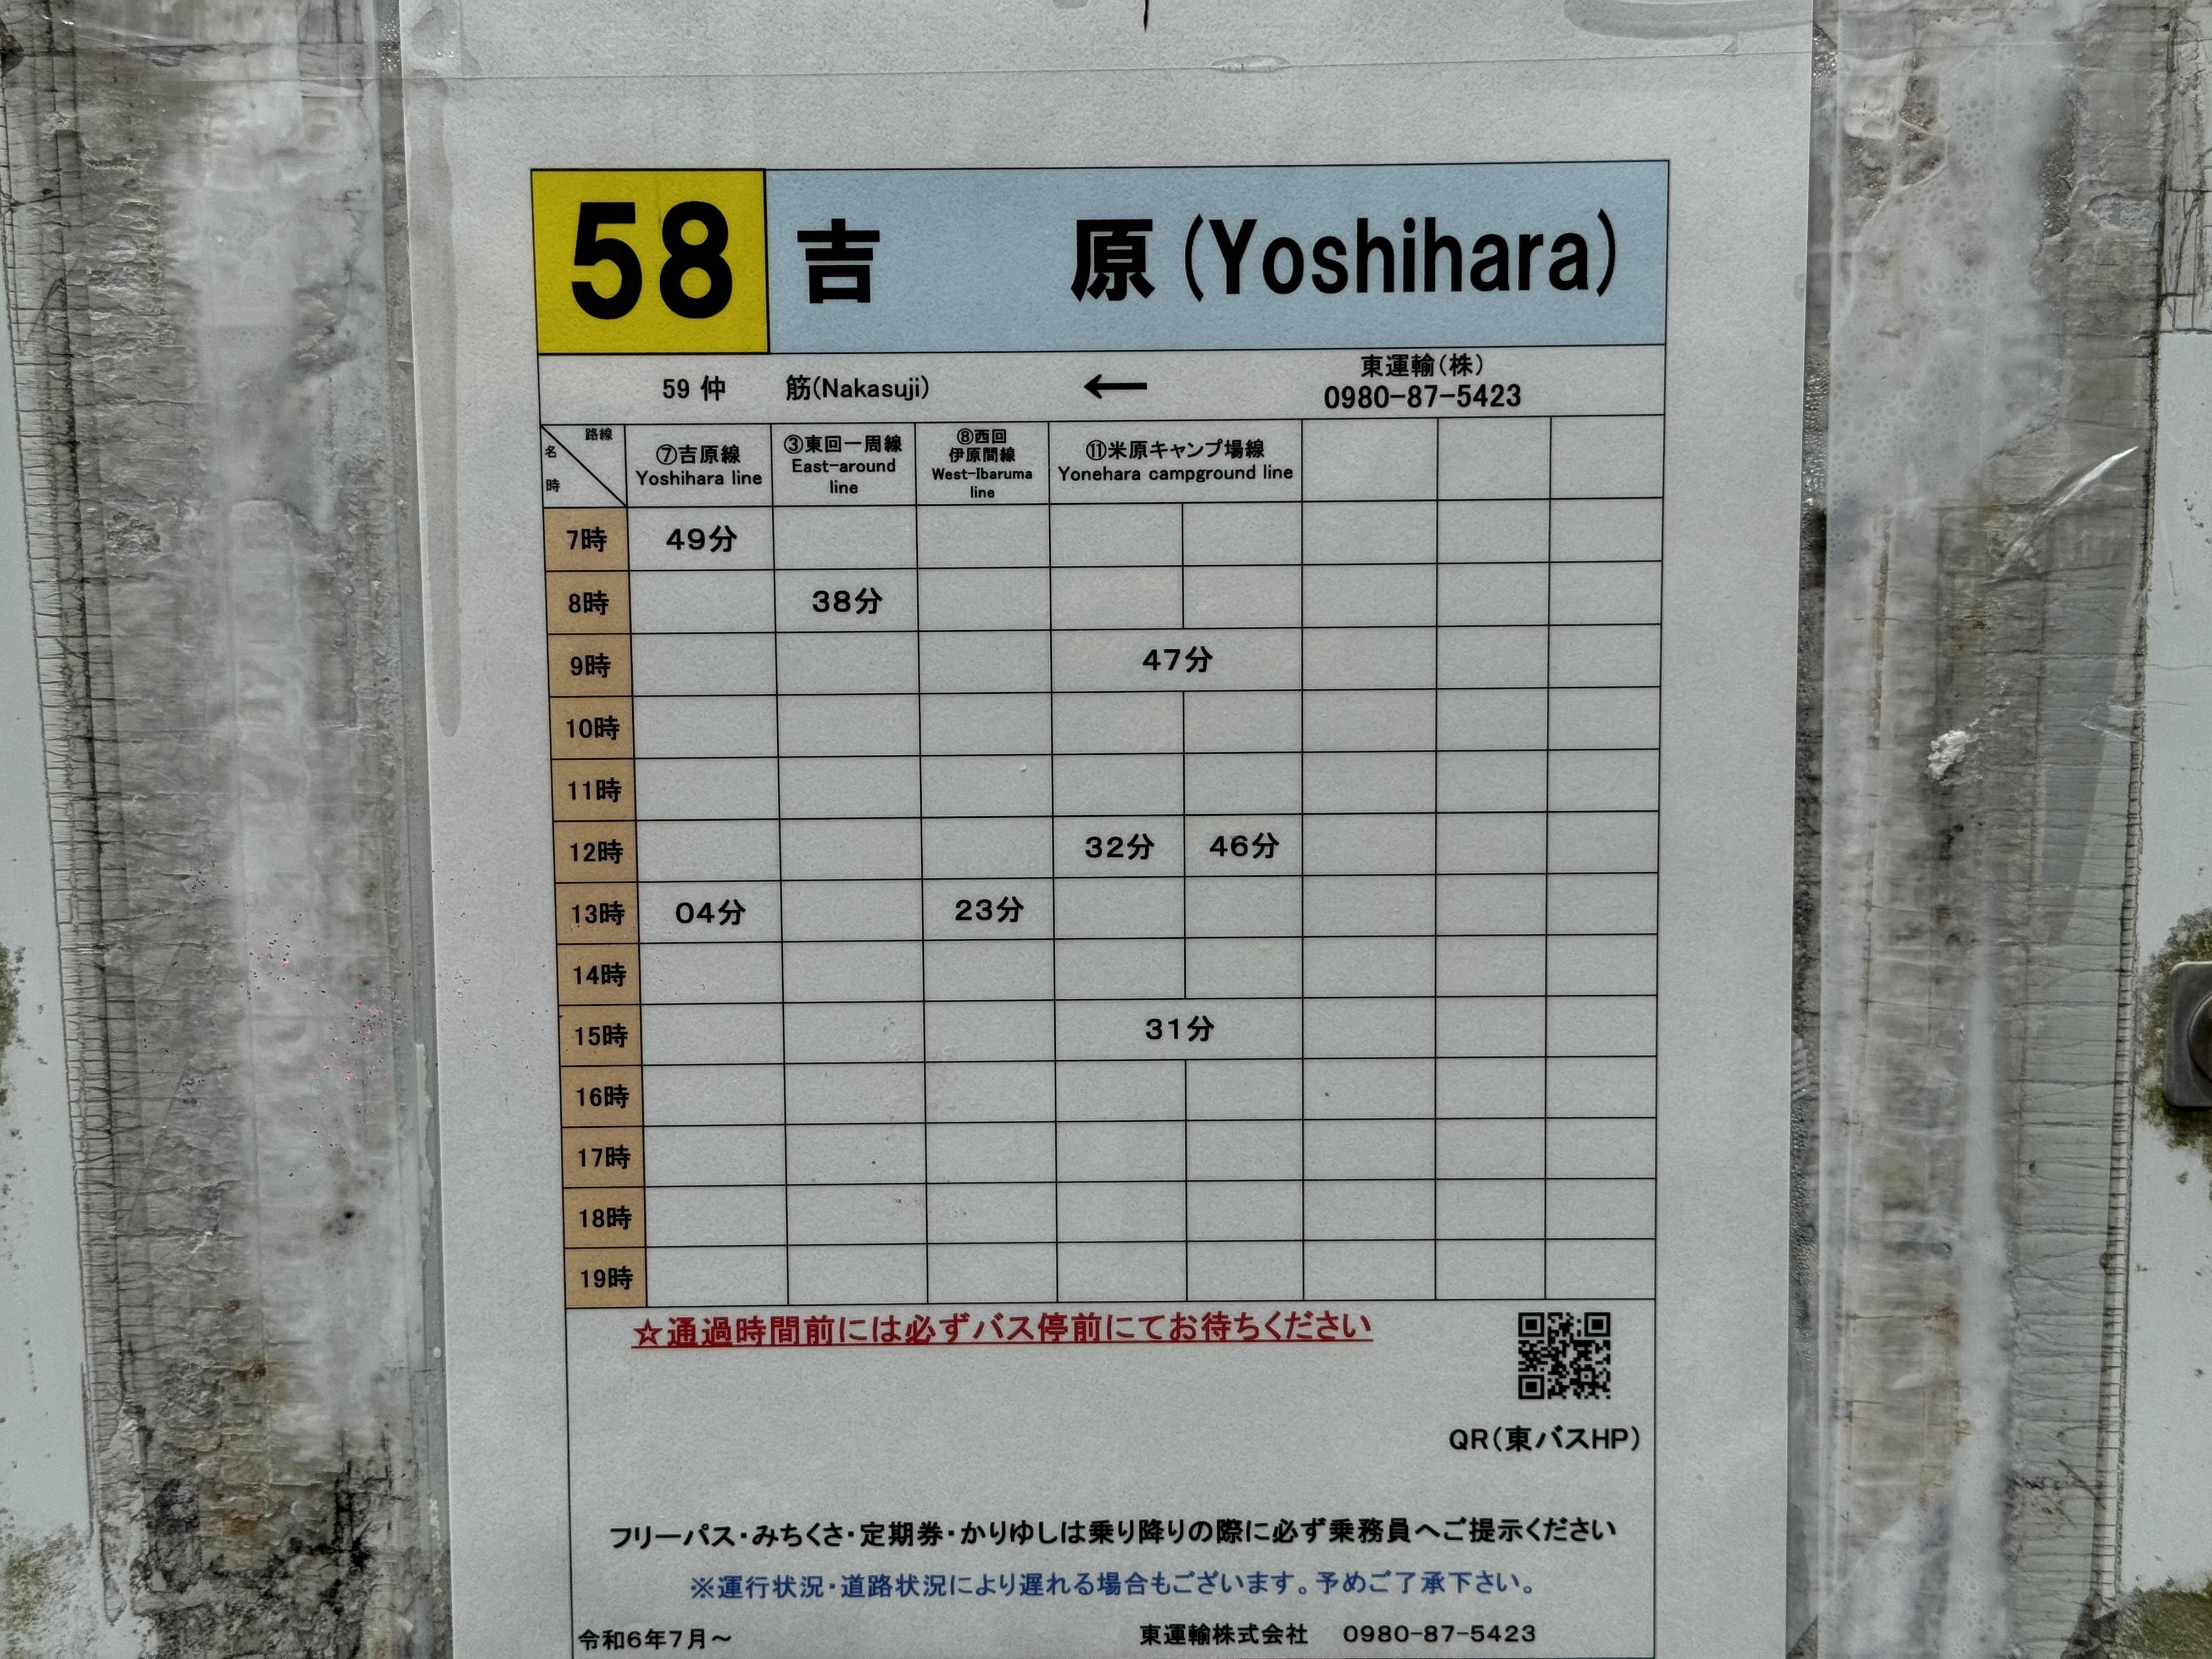 58 吉 原 (Yoshihara)
59 仲 筋(Nakasuji) ← 東運輸(株)
0980-87-5423
路線
名
時
⑦吉原線
Yoshihara line
③東回一周線
East-around
line
⑧西回
伊原間線
West-Ibaruma
line
⑪米原キャンプ場線
Yonehara campground line
7時 49分
8時 38分
9時 47分
10時
11時
12時 32分 46分
13時 04分 23分
14時
15時 31分
16時
17時
18時
19時
☆通過時間前には必ずバス停前にてお待ちください
QR(東バスHP)
フリーパス・みちくさ・定期券・かりゆしは乗り降りの際に必ず乗務員へご提示ください
※運行状況・道路状況により遅れる場合もございます。予めご了承下さい。
令和6年7月～ 東運輸株式会社 0980-87-5423